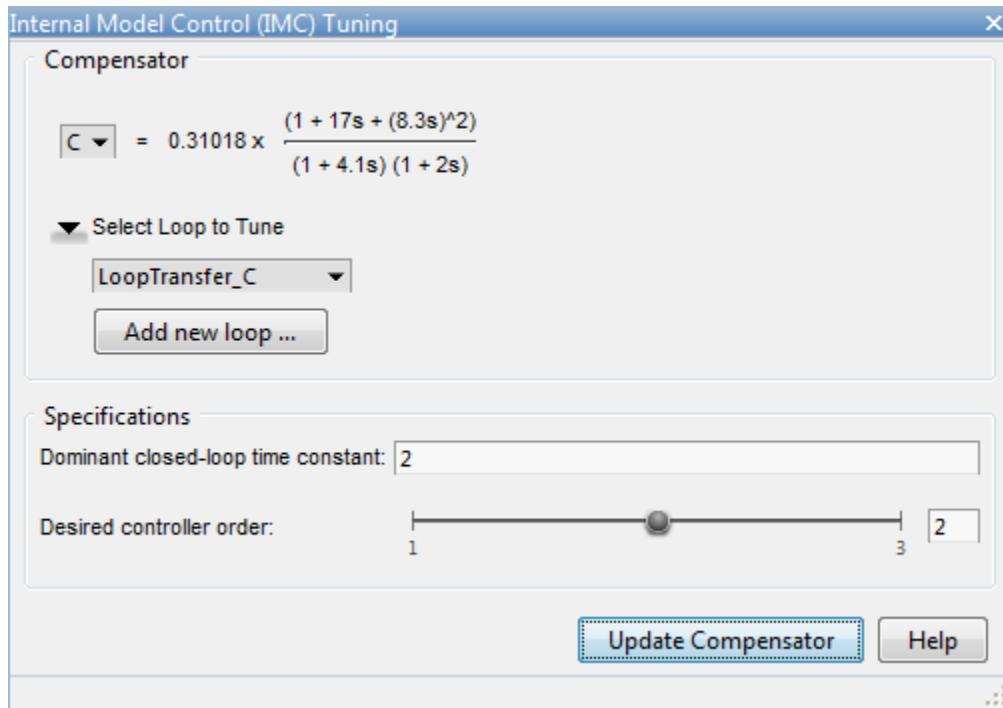 Internal Model Control (IMC) Tuning
Compensator
(1 + 17s + (8.3s)^2)
C = 0.31018 x
(1 + 4.1s) (1 + 2s)
Select Loop to Tune
LoopTransfer_C
Add new loop ...
Specifications
Dominant closed-loop time constant: 2
Desired controller order: 2
1 3
Update Compensator Help